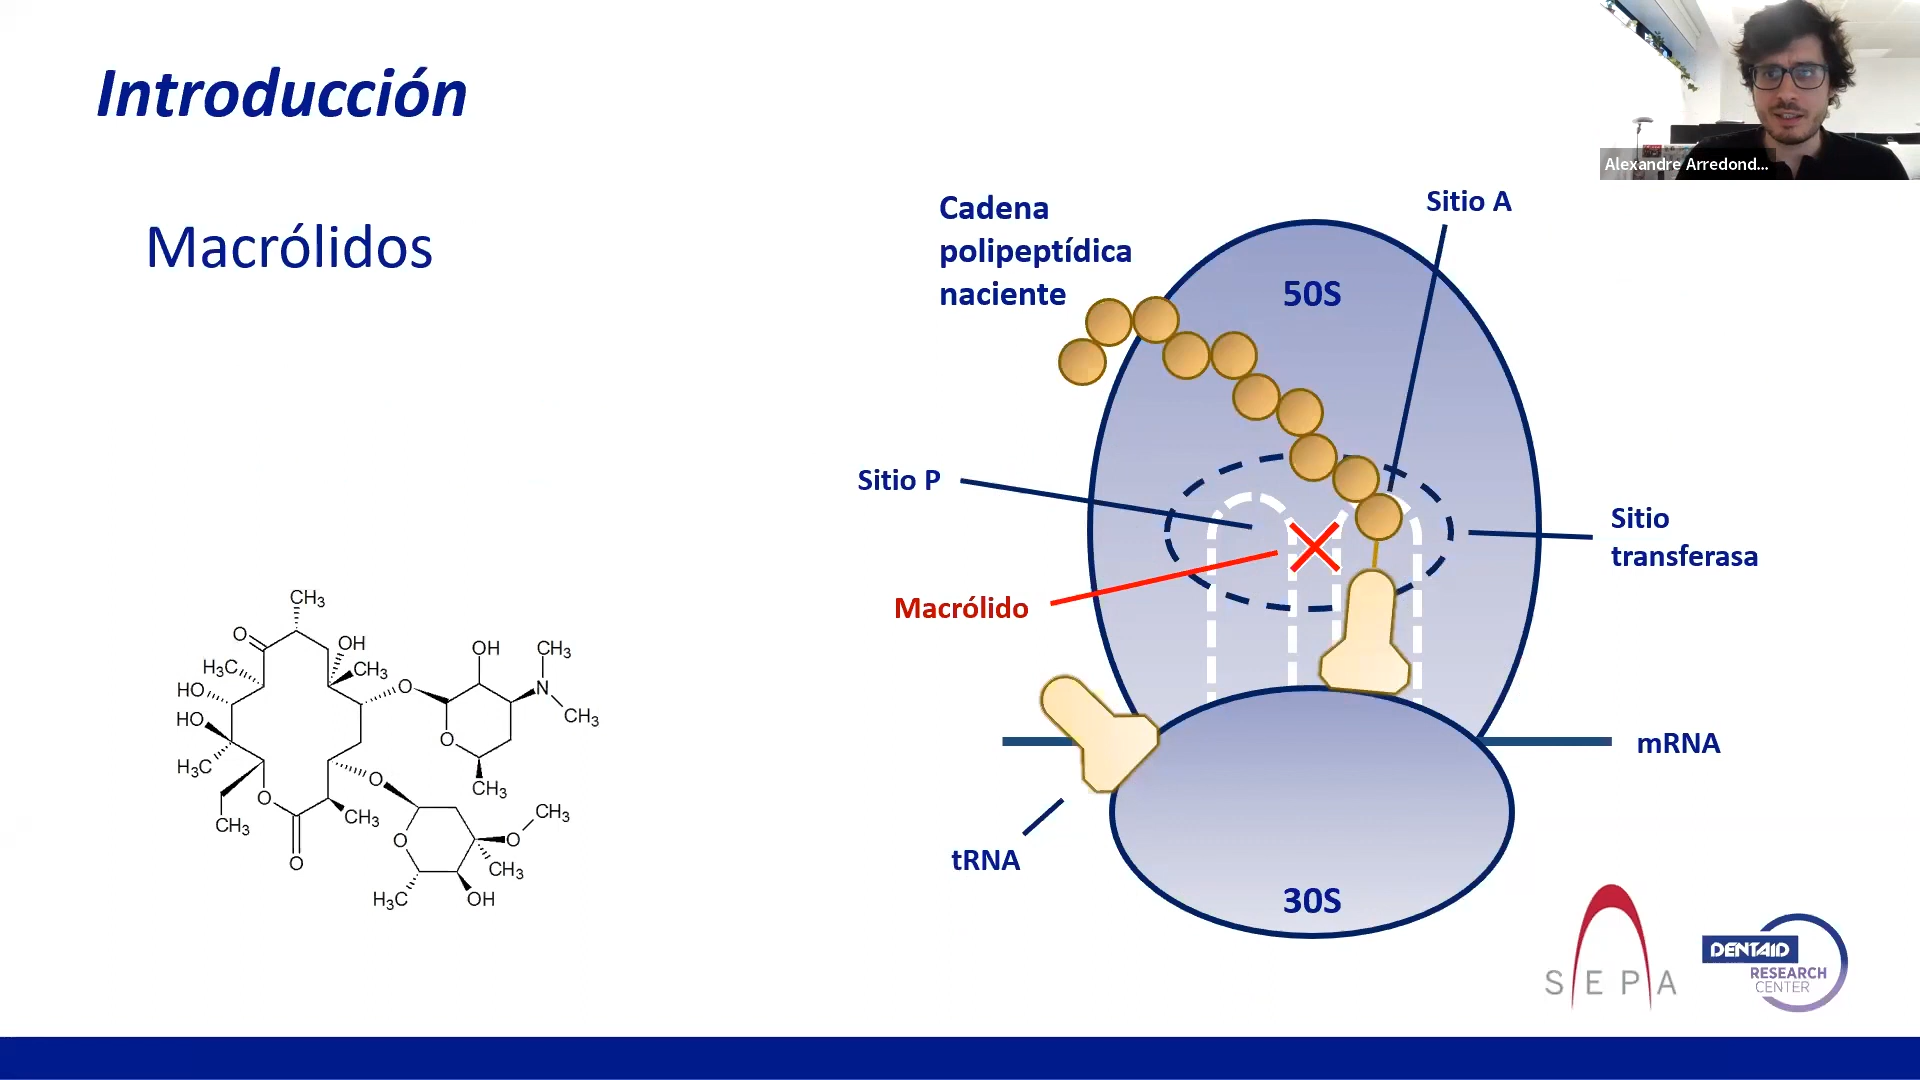 Introducción
Alexandre Arredond...
Macrólidos
Cadena
polipeptídica
naciente
Sitio A
50S
Sitio P
Sitio
transferasa
Macrólido
mRNA
tRNA
30S
CH₃
O
OH
H₃C
CH₃
HO
O
HO
H₃C
O
CH₃
O
CH₃
O
OH
CH₃
N
CH₃
O
CH₃
O
CH₃
O
O
CH₃
H₃C
OH
SEPA
DENTAID
RESEARCH
CENTER